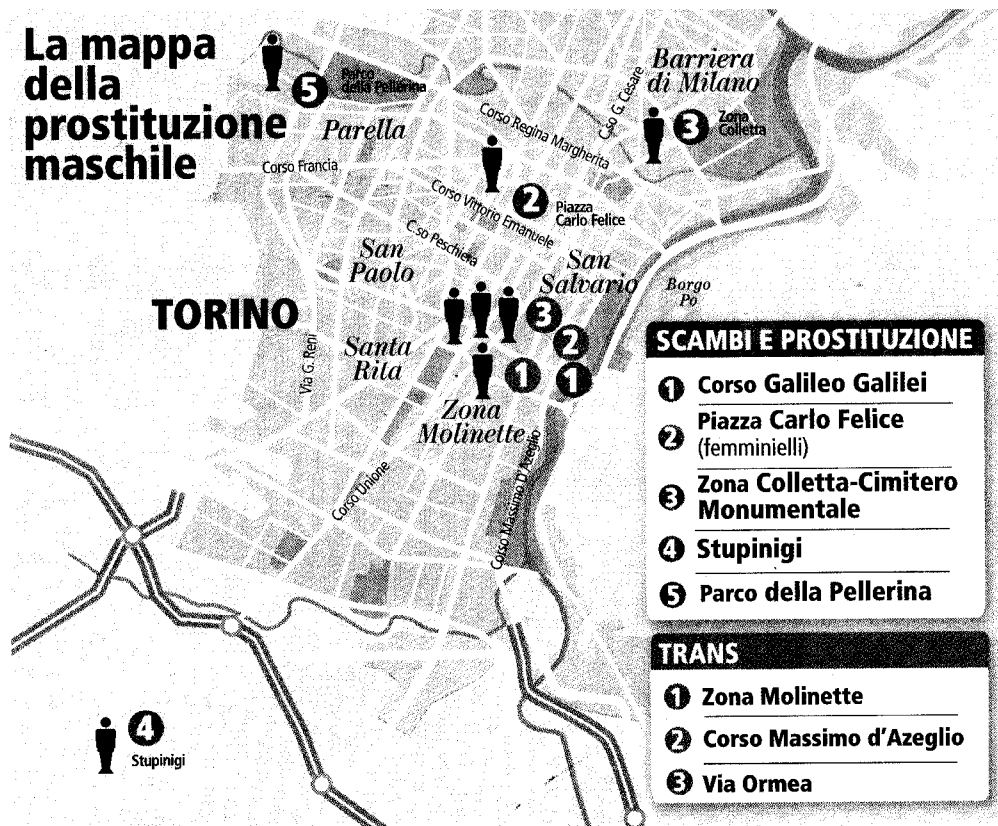 La mappa
della
prostituzione
maschile
5
Parco
della Pellerina
Parella
Corso Francia
Corso Regina Margherita
C.so G. Cesare
Barriera
di Milano
3
Zona
Colletta
2
Piazza
Carlo Felice
Corso Vittorio Emanuele
C.so Peschiera
San
Paolo
San
Salvario
Borgo
Po
TORINO
Via G. Reni
Santa
Rita
3
2
1
1
Zona
Molinette
Corso Unione
Corso Massimo D'Azeglio
4
Stupinigi
SCAMBI E PROSTITUZIONE
1 Corso Galileo Galilei
2 Piazza Carlo Felice
(femminielli)
3 Zona Colletta-Cimitero
Monumentale
4 Stupinigi
5 Parco della Pellerina
TRANS
1 Zona Molinette
2 Corso Massimo d'Azeglio
3 Via Ormea